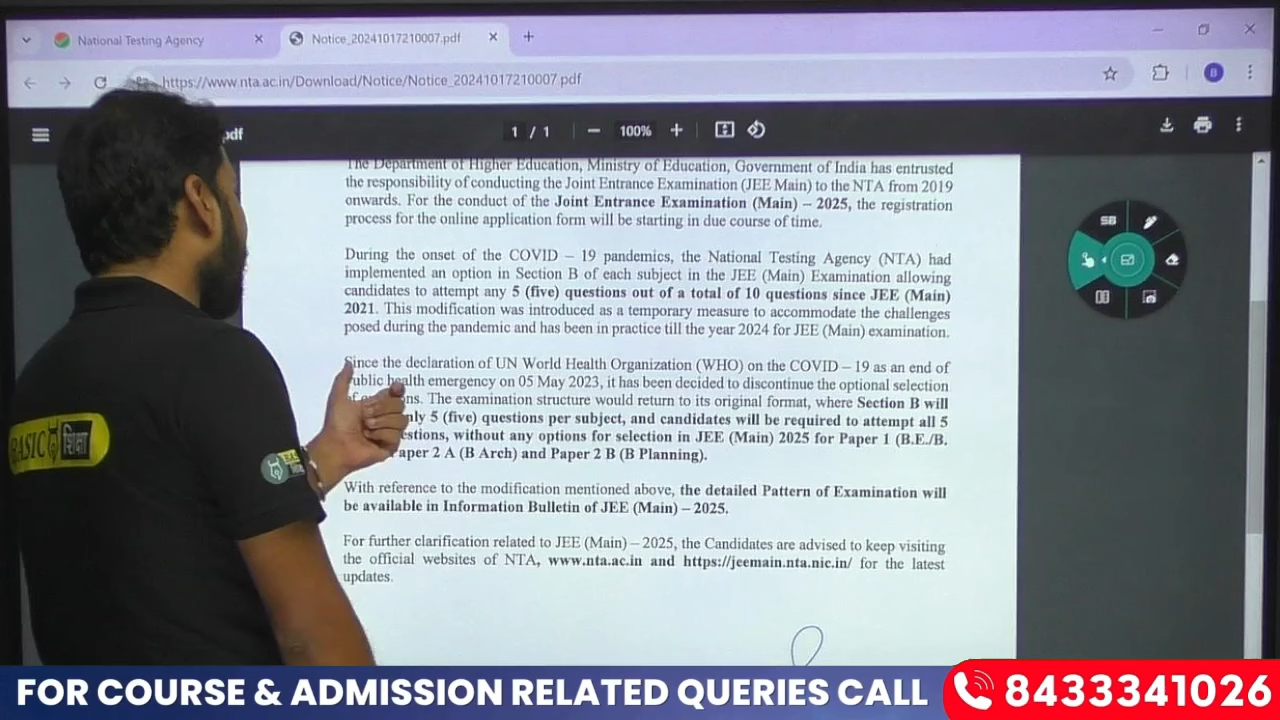 National Testing Agency
Notice_20241017210007.pdf
https://www.nta.ac.in/Download/Notice/Notice_20241017210007.pdf
pdf
1 / 1
100%
The Department of Higher Education, Ministry of Education, Government of India has entrusted
the responsibility of conducting the Joint Entrance Examination (JEE Main) to the NTA from 2019
onwards. For the conduct of the Joint Entrance Examination (Main) – 2025, the registration
process for the online application form will be starting in due course of time.
During the onset of the COVID – 19 pandemics, the National Testing Agency (NTA) had
implemented an option in Section B of each subject in the JEE (Main) Examination allowing
candidates to attempt any 5 (five) questions out of a total of 10 questions since JEE (Main)
2021. This modification was introduced as a temporary measure to accommodate the challenges
posed during the pandemic and has been in practice till the year 2024 for JEE (Main) examination.
Since the declaration of UN World Health Organization (WHO) on the COVID – 19 as an end of
public health emergency on 05 May 2023, it has been decided to discontinue the optional selection
of The examination structure would return to its original format, where Section B will
5 (five) questions per subject, and candidates will be required to attempt all 5
without any options for selection in JEE (Main) 2025 for Paper 1 (B.E./B.
Paper 2 A (B Arch) and Paper 2 B (B Planning).
With reference to the modification mentioned above, the detailed Pattern of Examination will
be available in Information Bulletin of JEE (Main) – 2025.
For further clarification related to JEE (Main) – 2025, the Candidates are advised to keep visiting
the official websites of NTA, www.nta.ac.in and https://jeemain.nta.nic.in/ for the latest
updates.
B
SB
BASIC शिक्षा
FOR COURSE & ADMISSION RELATED QUERIES CALL
8433341026